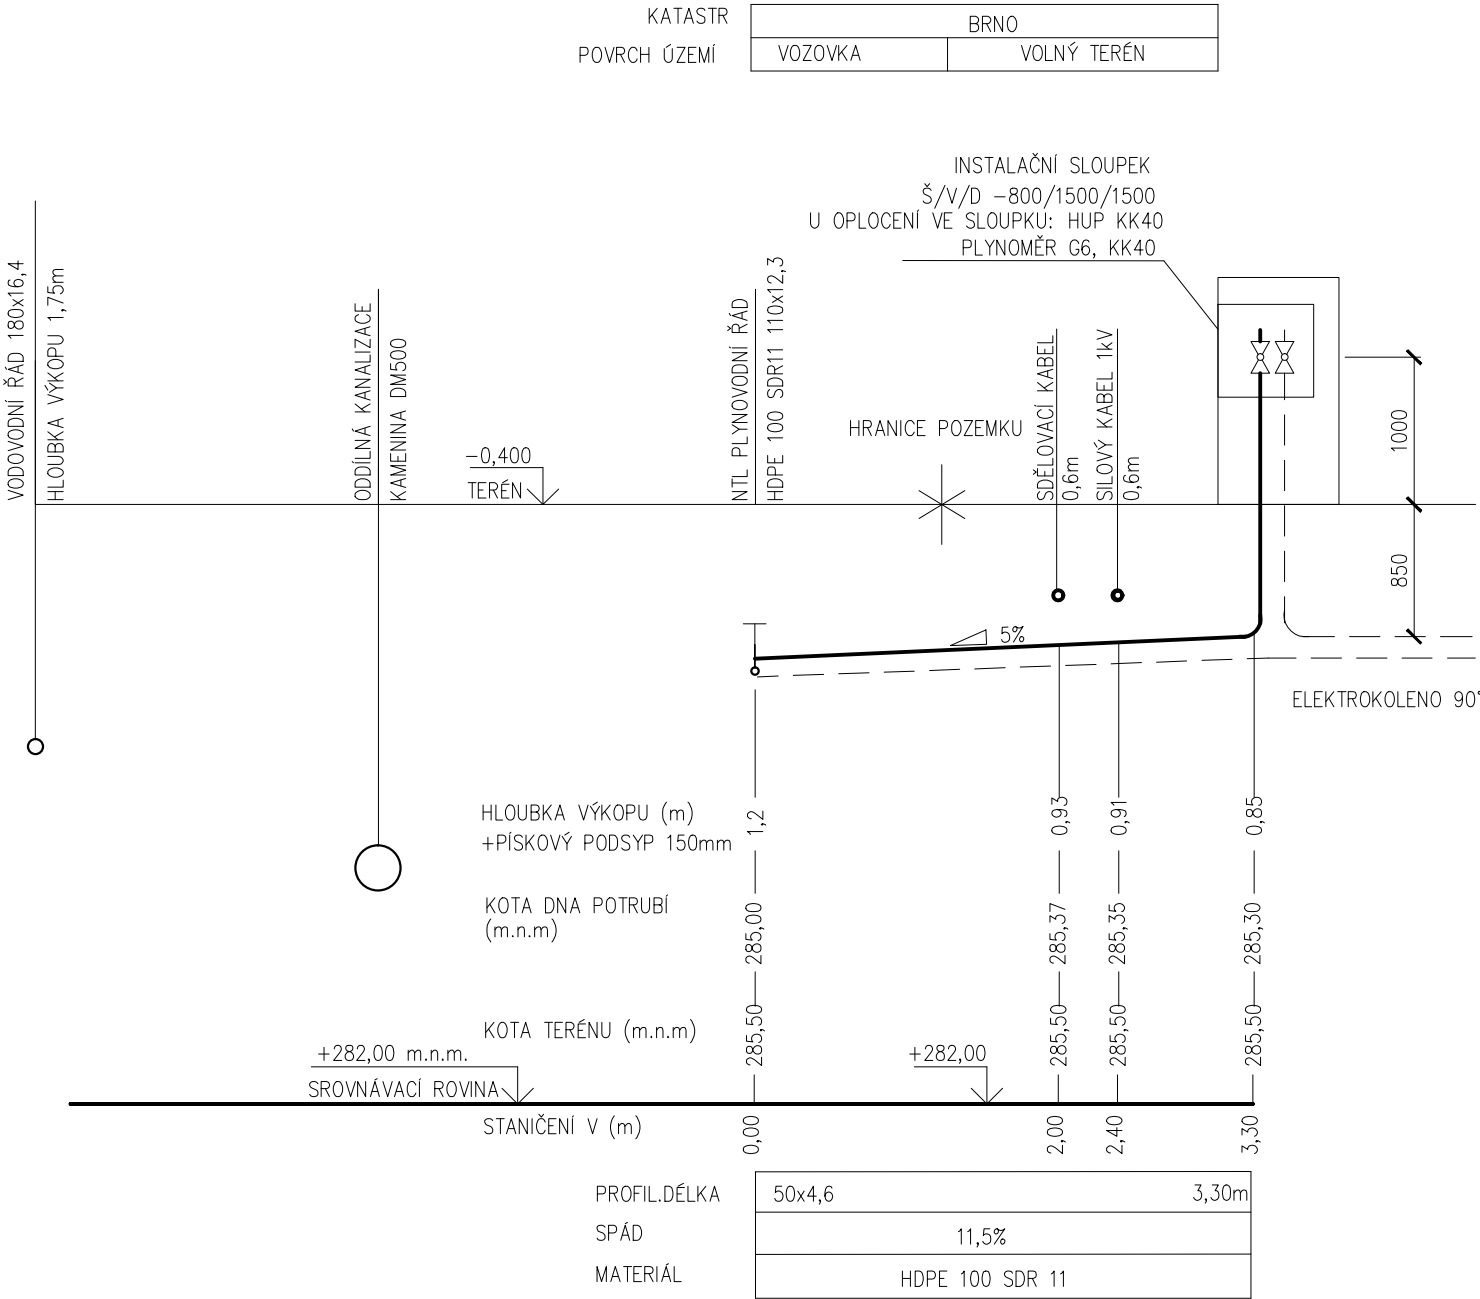 KATASTR
BRNO
POVRCH ÚZEMÍ
VOZOVKA
VOLNÝ TERÉN
INSTALAČNÍ SLOUPEK
Š/V/D -800/1500/1500
U OPLOCENÍ VE SLOUPKU: HUP KK40
PLYNOMĚR G6, KK40
VODOVODNÍ ŘÁD 180x16,4
HLOUBKA VÝKOPU 1,75m
ODDÍLNÁ KANALIZACE
KAMENINA DM500
-0,400
TERÉN
NTL PLYNOVODNÍ ŘÁD
HDPE 100 SDR11 110x12,3
HRANICE POZEMKU
SDĚLOVACÍ KABEL
0,6m
SILOVÝ KABEL 1kV
0,6m
1000
850
5%
ELEKTROKOLENO 90°
HLOUBKA VÝKOPU (m)
+PÍSKOVÝ PODSYP 150mm
1,2
0,93
0,91
0,85
KOTA DNA POTRUBÍ
(m.n.m)
285,00
285,37
285,35
285,30
KOTA TERÉNU (m.n.m)
285,50
285,50
285,50
285,50
+282,00 m.n.m.
SROVNÁVACÍ ROVINA
+282,00
STANIČENÍ V (m)
0,00
2,00
2,40
3,30
PROFIL.DÉLKA
50x4,6
3,30m
SPÁD
11,5%
MATERIÁL
HDPE 100 SDR 11